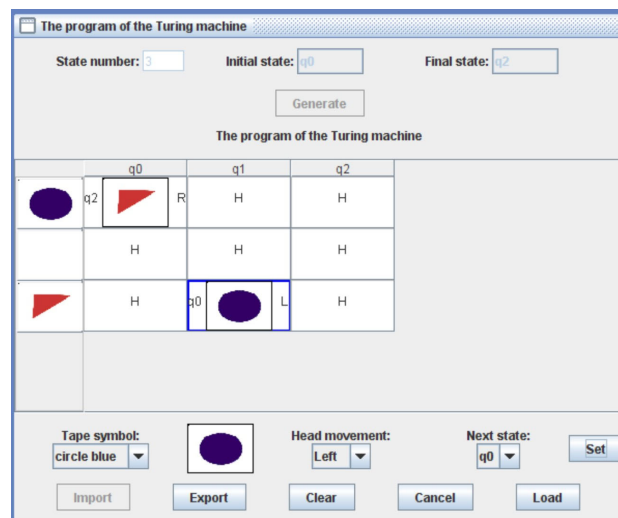 The program of the Turing machine
State number: 3 Initial state: q0 Final state: q2
Generate
The program of the Turing machine
q0 q1 q2
q2 R H H
H H H
H q0 L H
Tape symbol: Head movement: Next state:
circle blue Left q0 Set
Import Export Clear Cancel Load